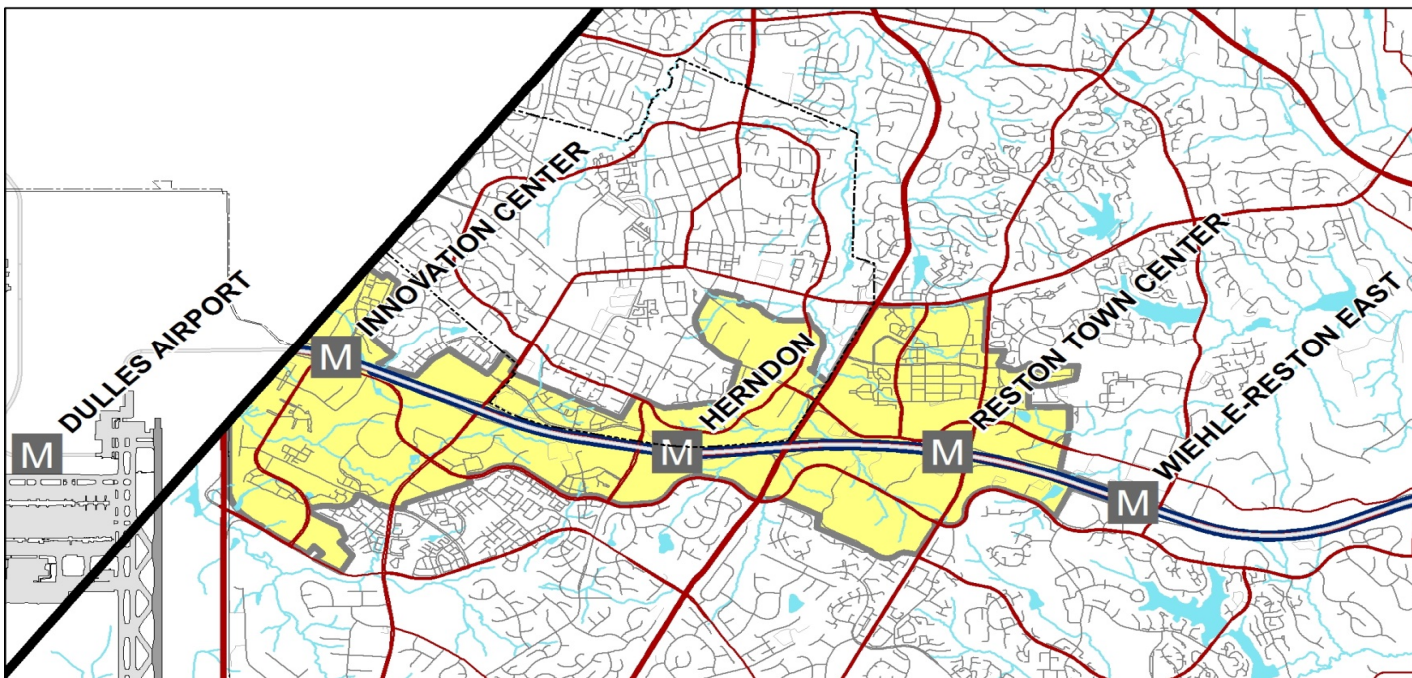 M
DULLES AIRPORT
M
INNOVATION CENTER
M
HERNDON
M
RESTON TOWN CENTER
M
WIEHLE-RESTON EAST